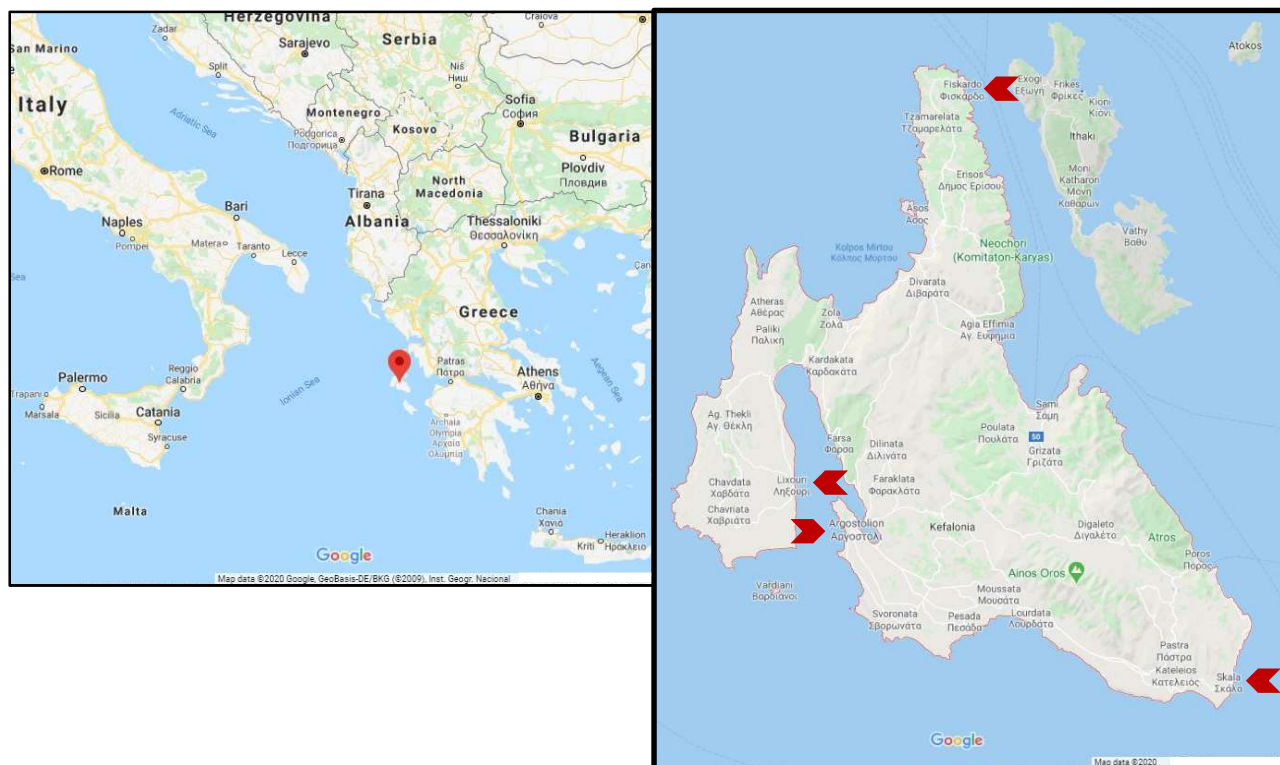 Herzegovina
Craiova
Zadar
San Marino
Sarajevo
Serbia
Split
Niš
Ниш
Italy
Montenegro
Sofia
София
Adriatic Sea
Podgorica
Подгорица
Kosovo
Bulgaria
Rome
Plovdiv
Пловдив
North
Macedonia
Tirana
Bari
Albania
Naples
Pompei
Matera
Taranto
Lecce
Thessaloniki
Θεσσαλονίκη
Sea
Çan
Greece
Reggio
Calabria
Patras
Πάτρα
Athens
Αθήνα
Aegean Sea
Palermo
Ionian Sea
Trapani
Marsala
Sicilia
Catania
Syracuse
Archaia
Olympia
Αρχαία
Ολυμπία
Malta
Chania
Χανιά
Heraklion
Ηράκλειο
Kriti
Google
Map data ©2020 Google, GeoBasis-DE/BKG (©2009), Inst. Geogr. Nacional
Atokos
Fiskardo
Φισκάρδο
Exogi
Εξωγή
Frikes
Φρίκες
Kioni
Κιόνι
Tzamarelata
Τζαμαρελάτα
Ithaki
Moni
Katharon
Μονή
Καθαρών
Erisos
Δήμος Ερίσου
Asos
Άσος
Vathy
Βαθύ
Neochori
(Komitaton-Karyas)
Kolpos Mirtou
Κόλπος Μύρτου
Divarata
Διβαράτα
Atheras
Αθέρας
Zola
Ζολά
Agia Effimia
Αγ. Ευφημία
Paliki
Παλική
Kardakata
Καρδακάτα
Sami
Σάμη
Ag. Thekli
Αγ. Θέκλη
Poulata
Πουλάτα
50
Farsa
Φάρσα
Dilinata
Διλινάτα
Grizata
Γριζάτα
Chavdata
Χαβδάτα
Lixouri
Ληξούρι
Faraklata
Φαρακλάτα
Chavriata
Χαβριάτα
Argostolion
Αργοστόλι
Kefalonia
Digaleto
Διγαλέτο
Atros
Poros
Πόρος
Ainos Oros
Vardiani
Βαρδιάνοι
Moussata
Μουσάτα
Svoronata
Σβορωνάτα
Pesada
Πεσάδα
Lourdata
Λουρδάτα
Pastra
Πάστρα
Kateleios
Κατελειός
Skala
Σκάλα
Google
Map data ©2020